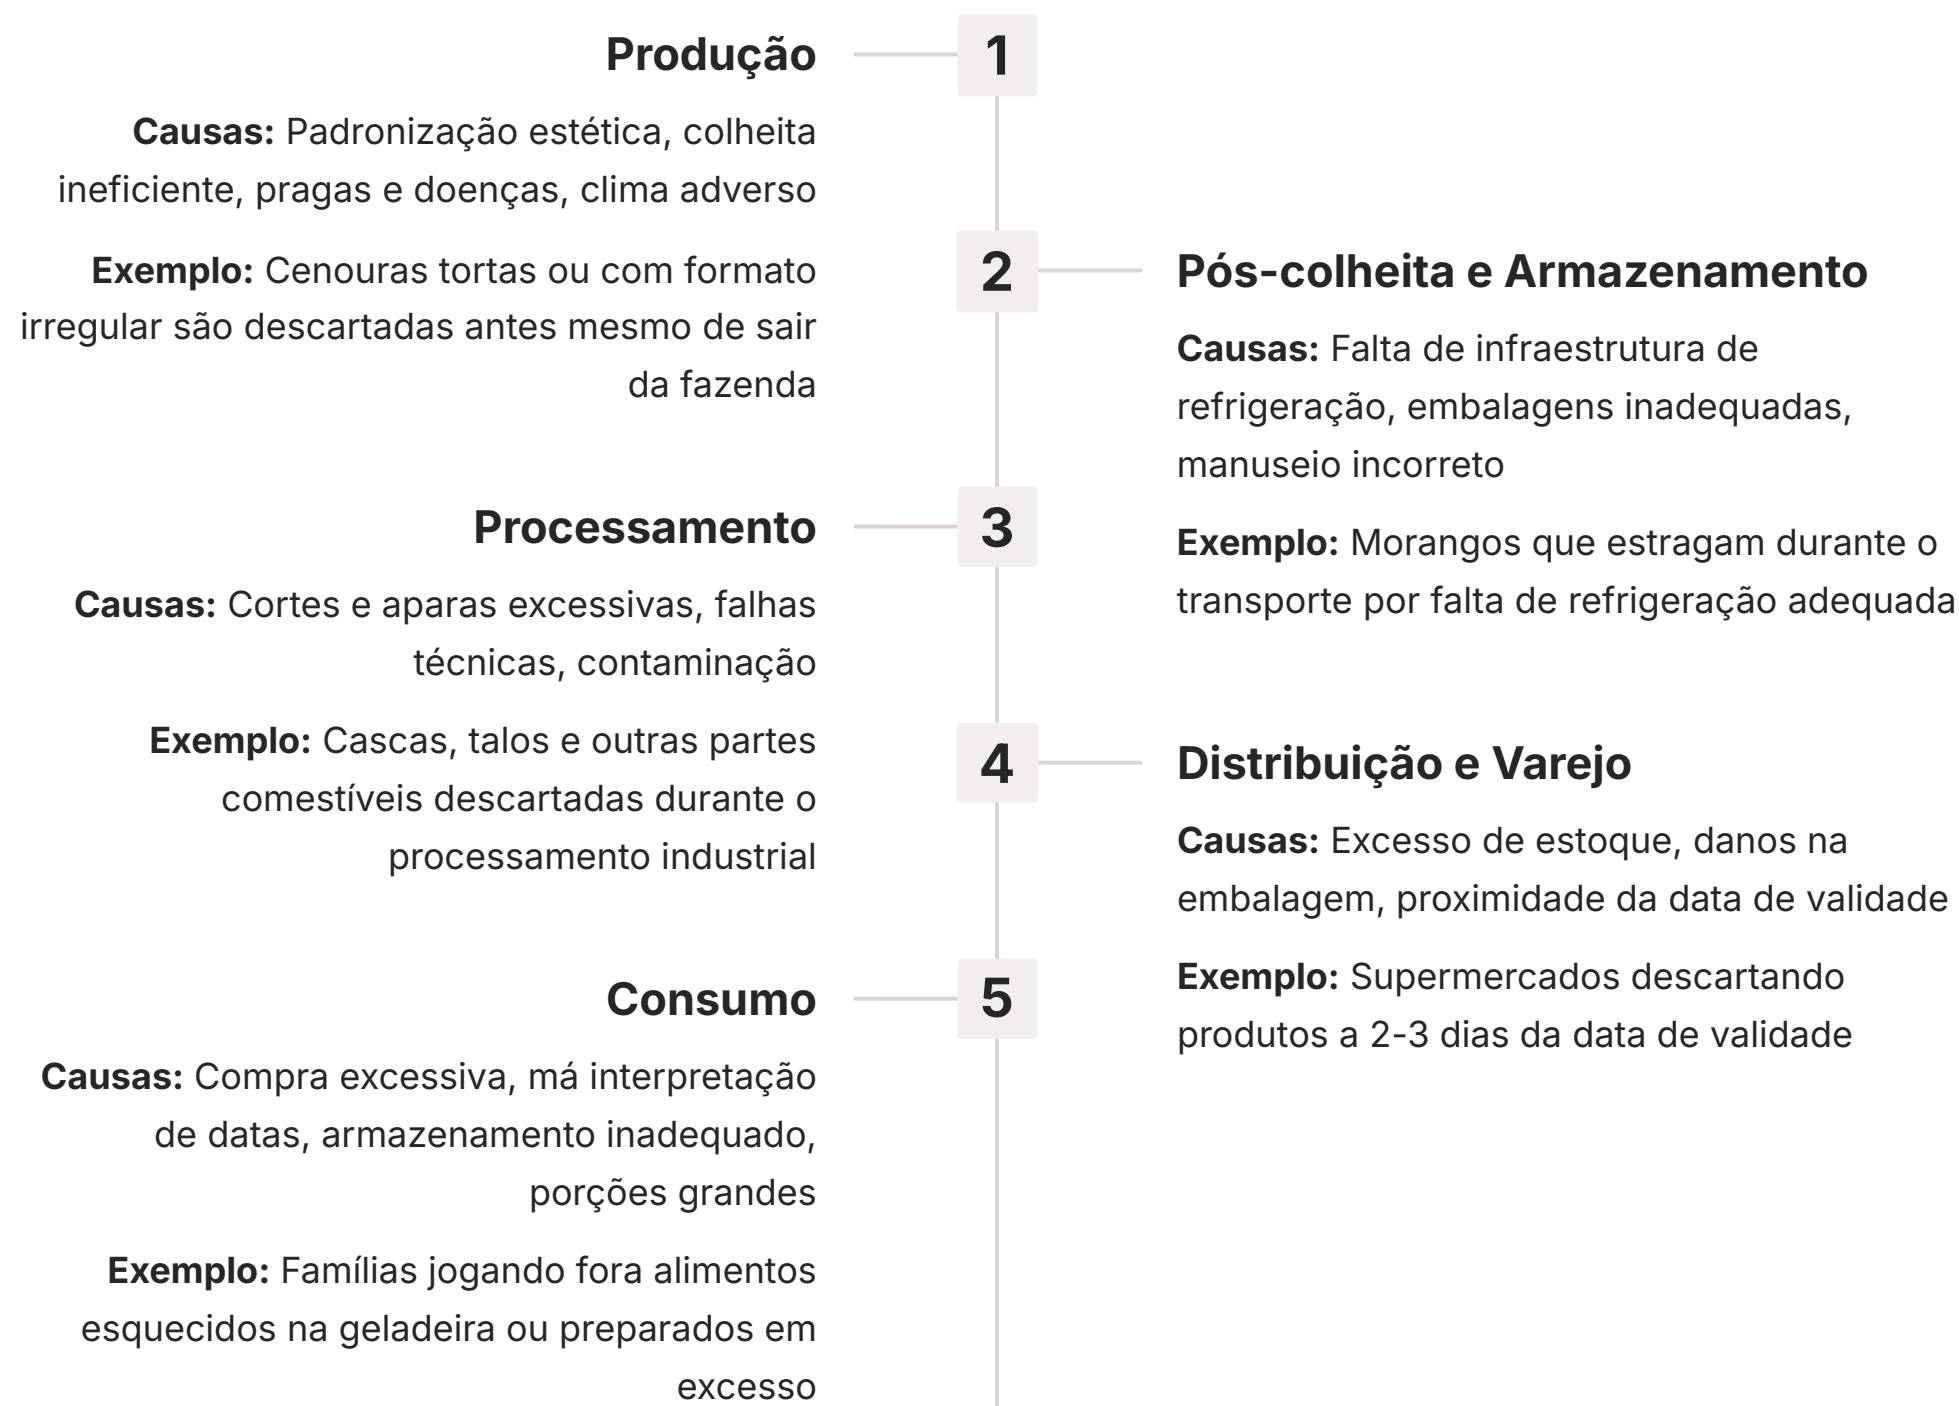 Produção
1
Causas: Padronização estética, colheita
ineficiente, pragas e doenças, clima adverso
Exemplo: Cenouras tortas ou com formato
irregular são descartadas antes mesmo de sair
da fazenda
2
Pós-colheita e Armazenamento
Causas: Falta de infraestrutura de
refrigeração, embalagens inadequadas,
manuseio incorreto
Exemplo: Morangos que estragam durante o
transporte por falta de refrigeração adequada
Processamento
3
Causas: Cortes e aparas excessivas, falhas
técnicas, contaminação
Exemplo: Cascas, talos e outras partes
comestíveis descartadas durante o
processamento industrial
4
Distribuição e Varejo
Causas: Excesso de estoque, danos na
embalagem, proximidade da data de validade
Exemplo: Supermercados descartando
produtos a 2-3 dias da data de validade
Consumo
5
Causas: Compra excessiva, má interpretação
de datas, armazenamento inadequado,
porções grandes
Exemplo: Famílias jogando fora alimentos
esquecidos na geladeira ou preparados em
excesso